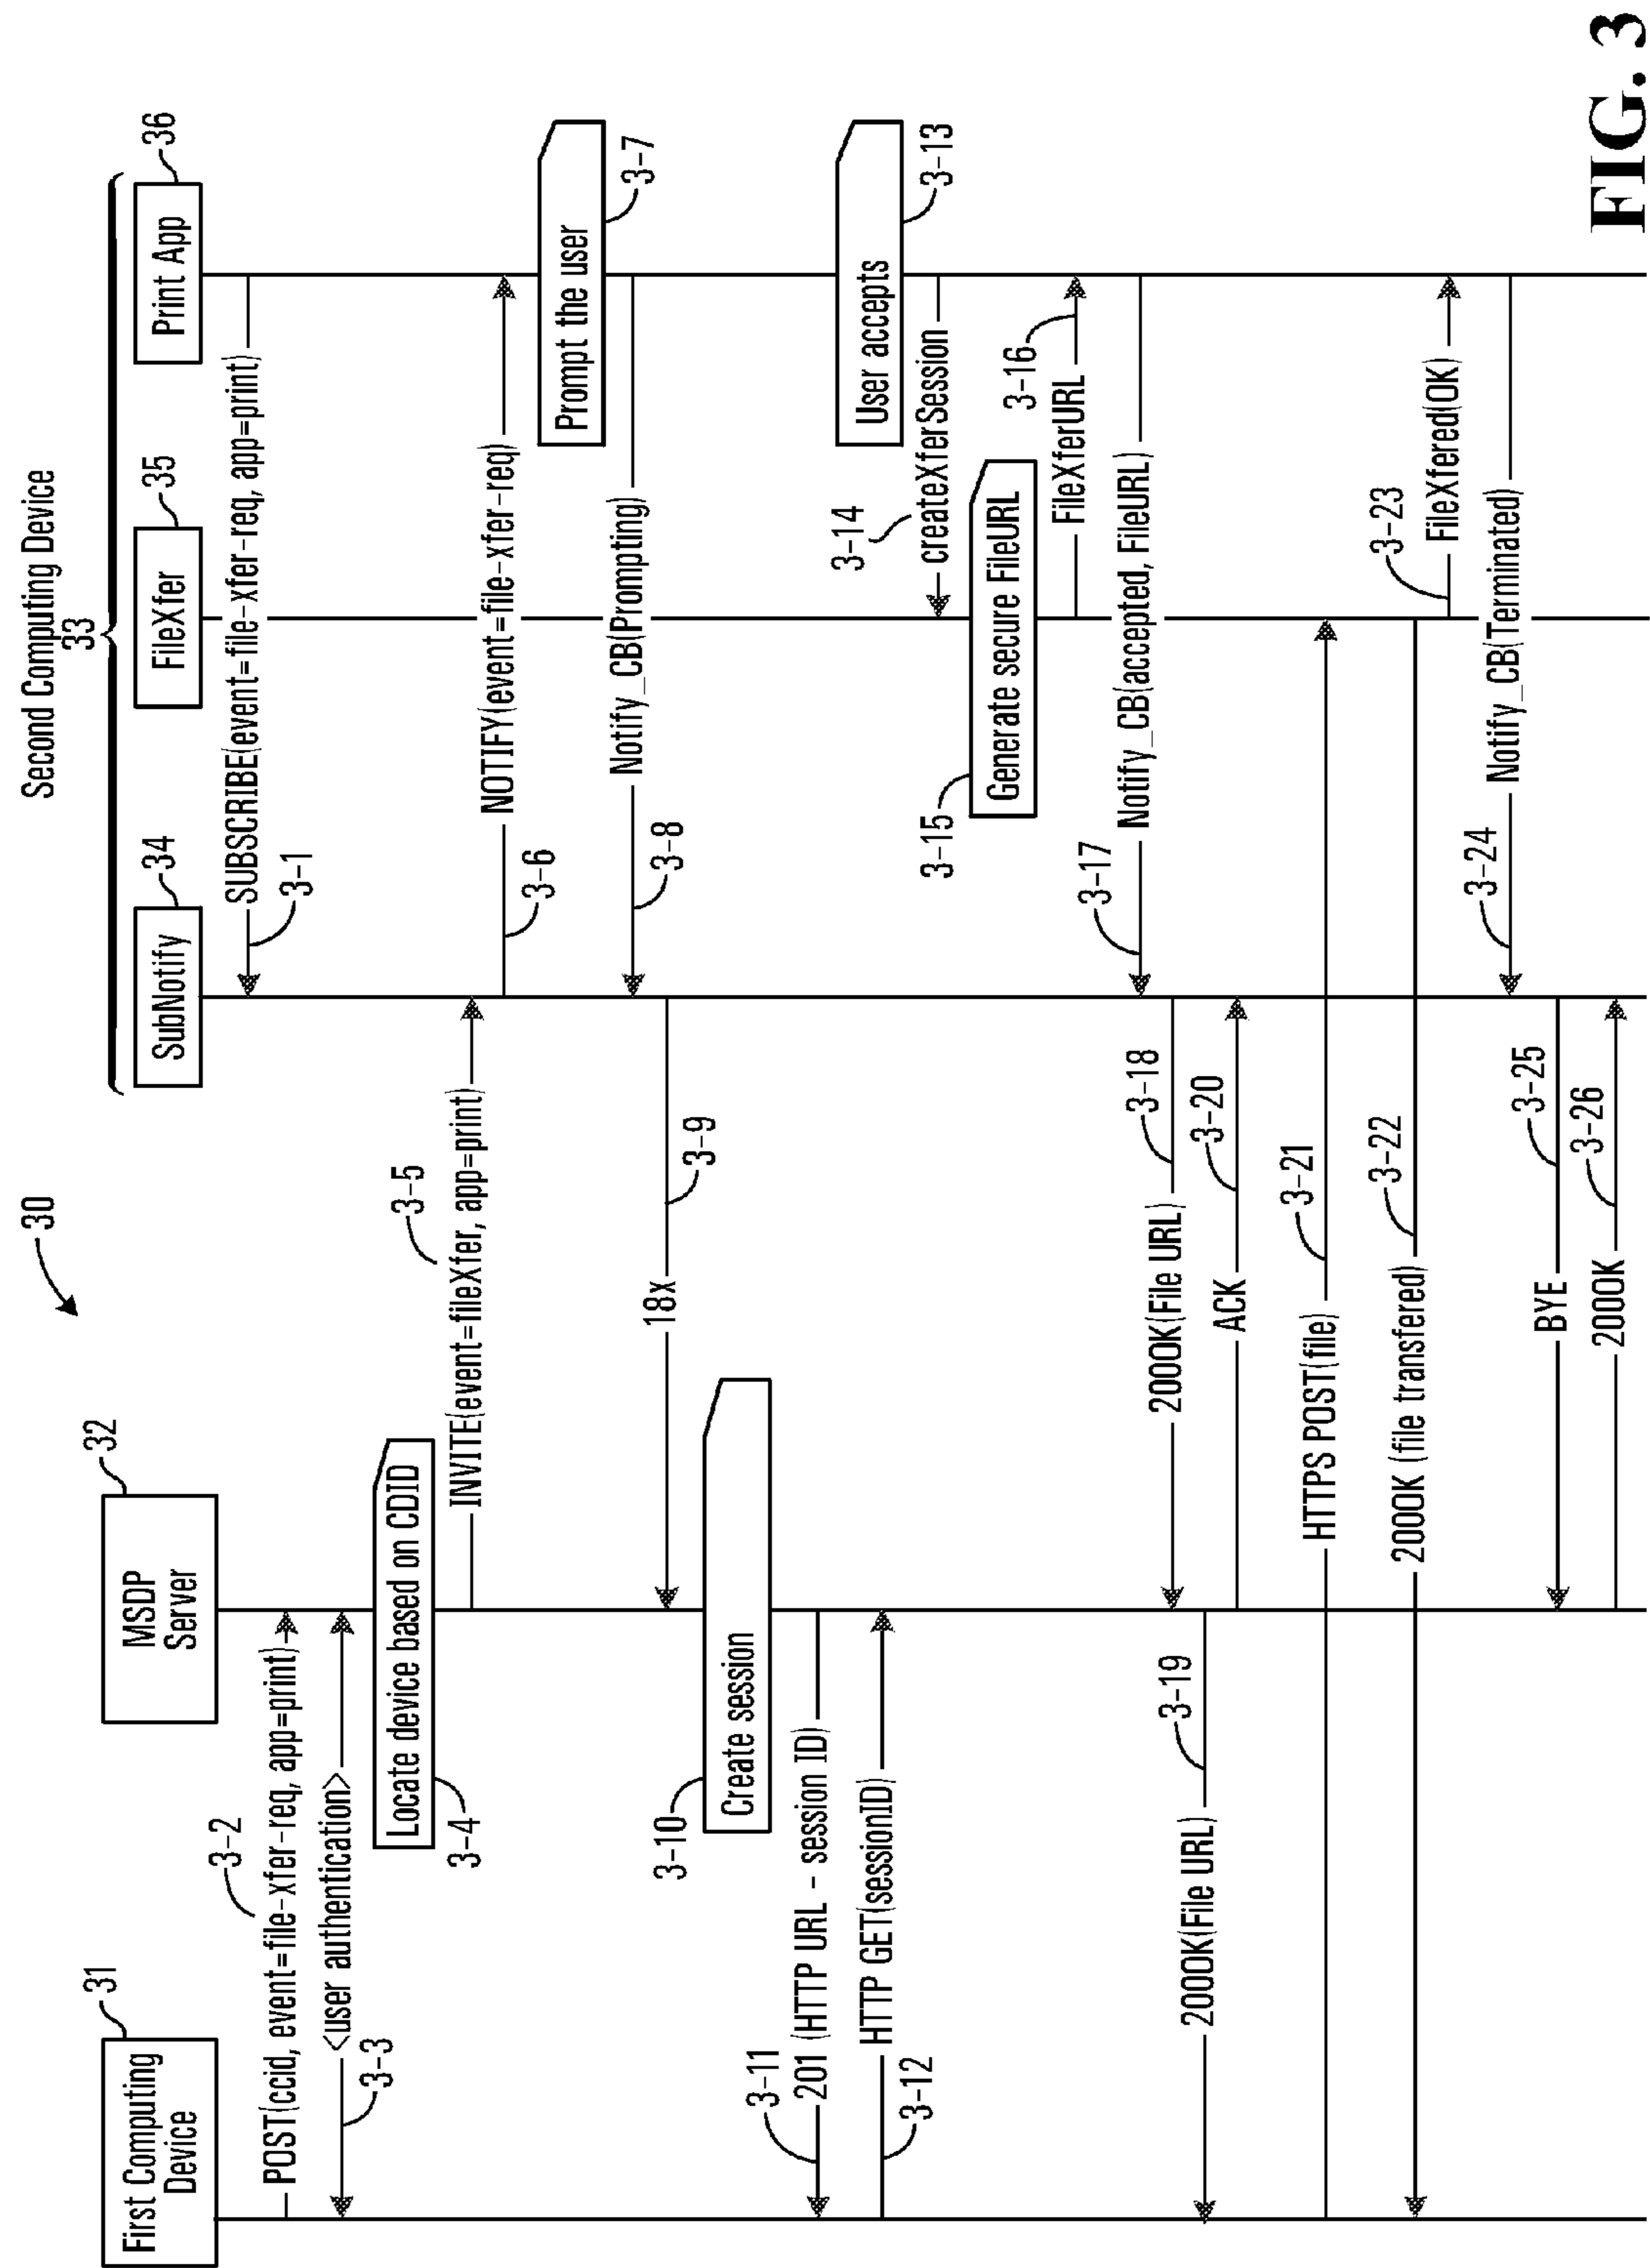 30
Second Computing Device
33
31
32
34
35
36
First Computing
Device
MSDP
Server
SubNotify
FileXfer
Print App
SUBSCRIBE(event=file-xfer-req, app=print)
3-1
3-2
POST(ccid, event=file-xfer-req, app=print)
<user authentication>
3-3
Locate device based on CDID
3-4
3-5
INVITE(event=fileXfer, app=print)
NOTIFY(event=file-xfer-req)
3-6
Prompt the user
3-7
Notify_CB(Prompting)
3-8
18x
3-9
3-10
Create session
3-11
201 (HTTP URL - session ID)
HTTP GET(sessionID)
3-12
User accepts
3-13
3-14
createXferSession
3-15
Generate secure FileURL
3-16
FileXferURL
3-17
Notify_CB(accepted, FileURL)
3-18
200OK(File URL)
3-19
200OK(File URL)
3-20
ACK
3-21
HTTPS POST(file)
3-22
200OK (file transfered)
3-23
FileXfered(OK)
3-24
Notify_CB(Terminated)
3-25
BYE
3-26
200OK
FIG. 3